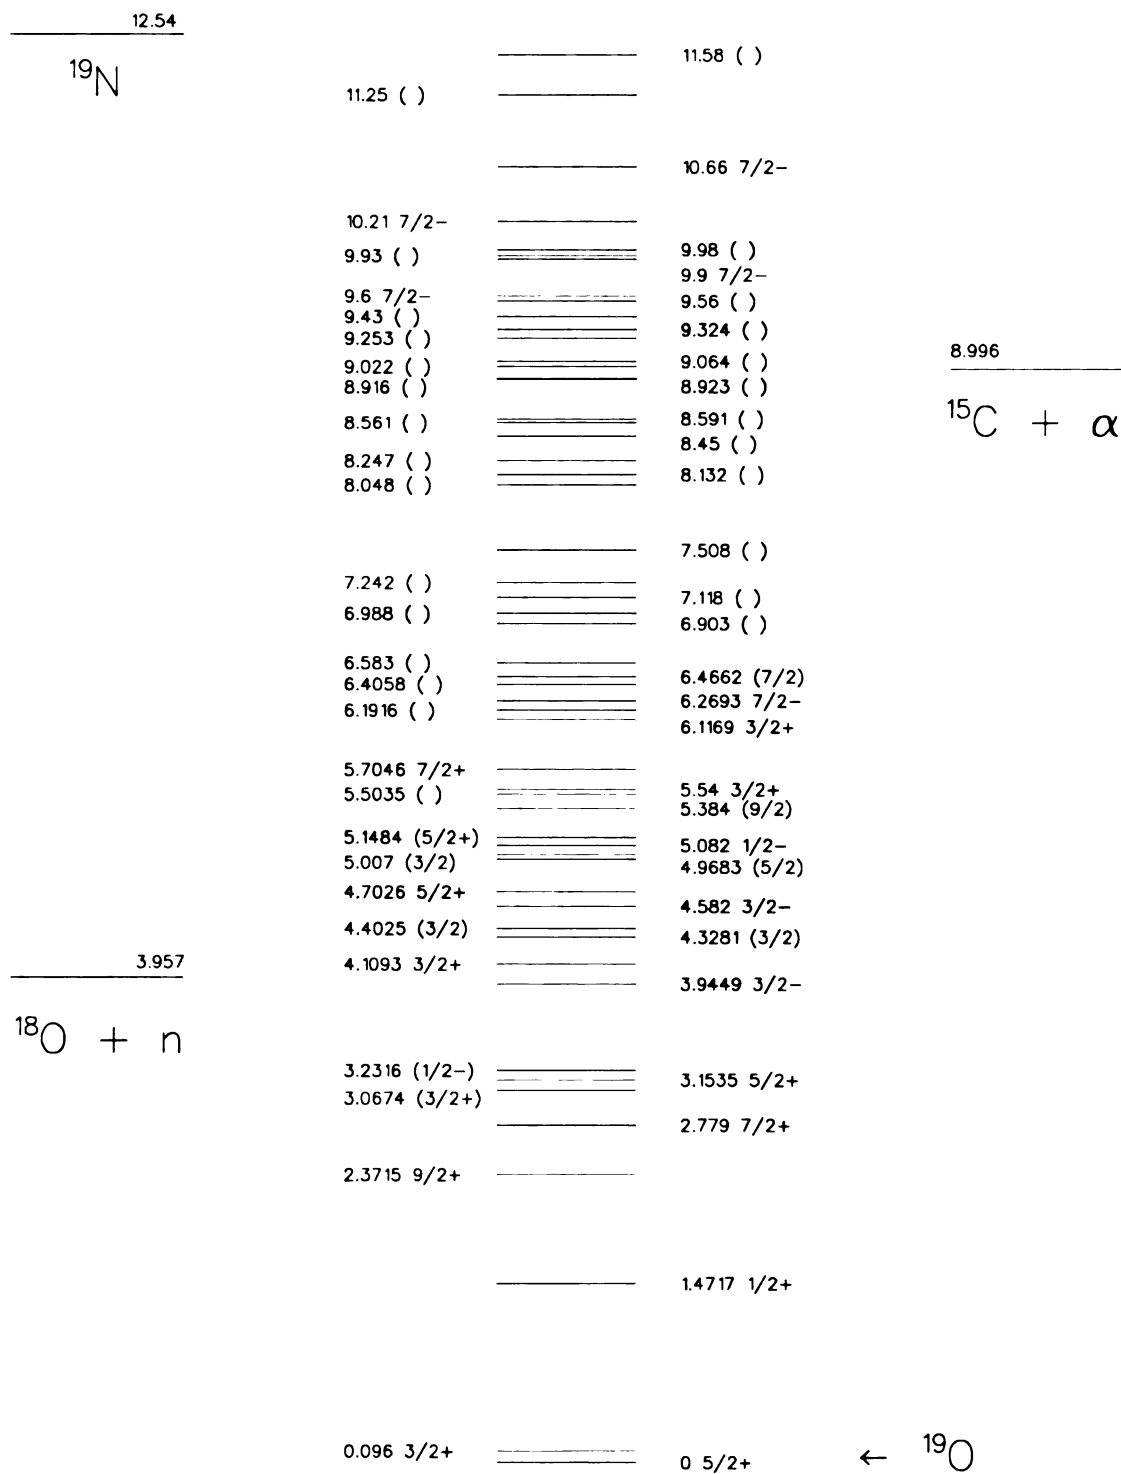 12.54
¹⁹N
11.58 ( )
11.25 ( )
10.66 7/2−
10.21 7/2−
9.93 ( )
9.98 ( )
9.9 7/2−
9.6 7/2−
9.56 ( )
9.43 ( )
9.324 ( )
9.253 ( )
9.022 ( )
9.064 ( )
8.916 ( )
8.923 ( )
8.996
¹⁵C + α
8.561 ( )
8.591 ( )
8.45 ( )
8.247 ( )
8.132 ( )
8.048 ( )
7.508 ( )
7.242 ( )
7.118 ( )
6.988 ( )
6.903 ( )
6.583 ( )
6.4662 (7/2)
6.4058 ( )
6.2693 7/2−
6.1916 ( )
6.1169 3/2+
5.7046 7/2+
5.54 3/2+
5.5035 ( )
5.384 (9/2)
5.1484 (5/2+)
5.082 1/2−
5.007 (3/2)
4.9683 (5/2)
4.7026 5/2+
4.582 3/2−
4.4025 (3/2)
4.3281 (3/2)
3.957
4.1093 3/2+
3.9449 3/2−
¹⁸O + n
3.2316 (1/2−)
3.1535 5/2+
3.0674 (3/2+)
2.779 7/2+
2.3715 9/2+
1.4717 1/2+
0.096 3/2+
0 5/2+
← ¹⁹O